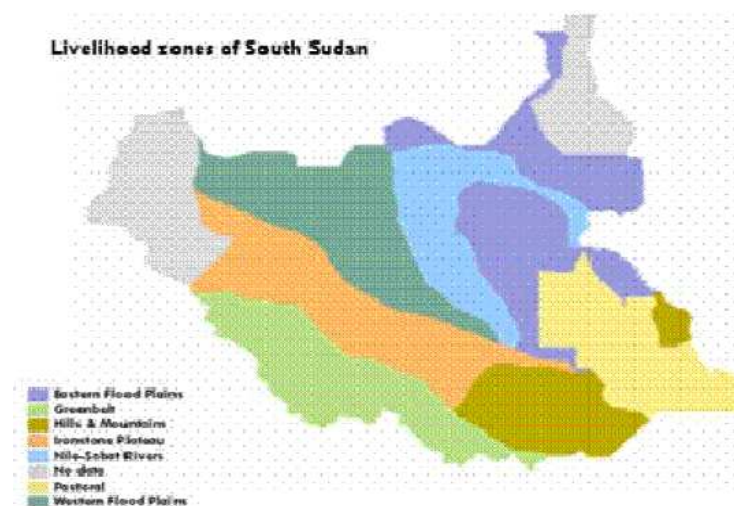 Livelihood zones of South Sudan
Eastern Flood Plains
Greenbelt
Hills & Mountains
Ironstone Plateau
Nile-Sobat Rivers
No data
Pastoral
Western Flood Plains